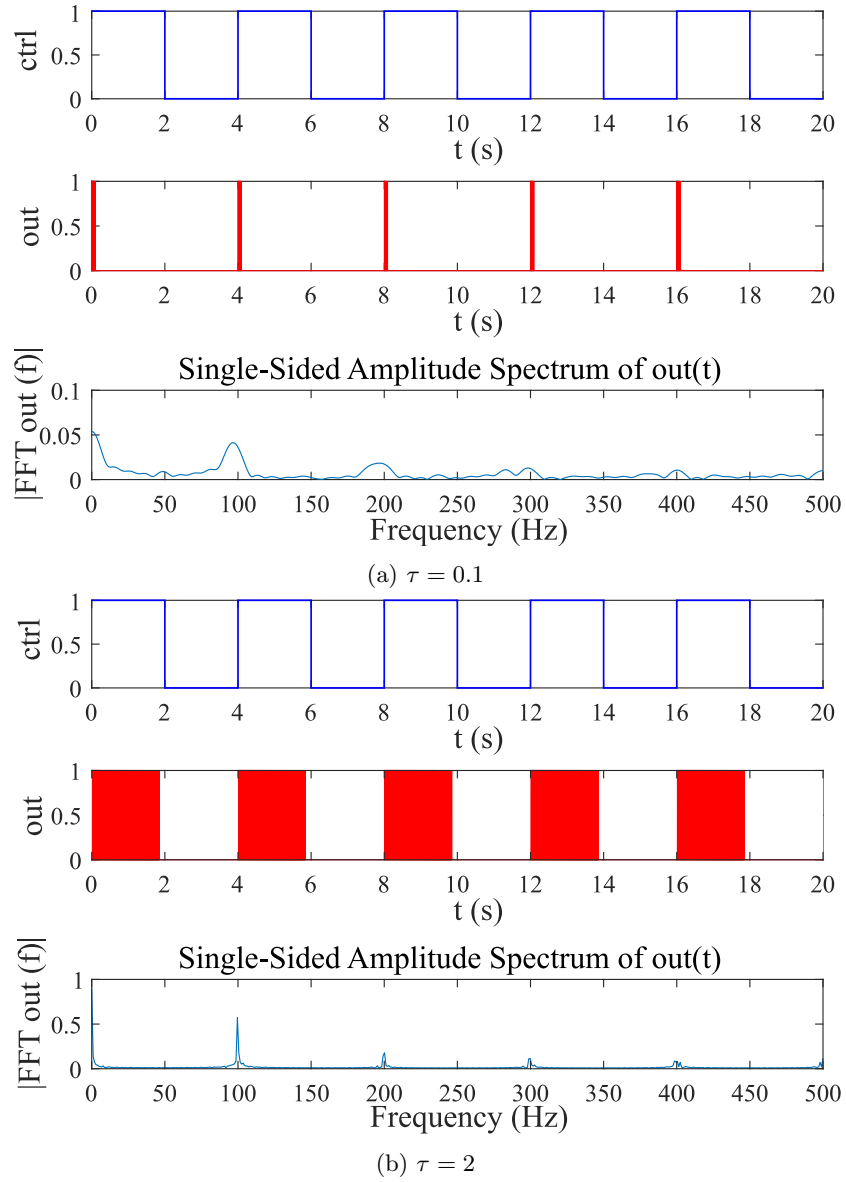 ctrl
1
0.5
0
0 2 4 6 8 10 12 14 16 18 20
t (s)
out
1
0.5
0
0 2 4 6 8 10 12 14 16 18 20
t (s)
Single-Sided Amplitude Spectrum of out(t)
|FFT out (f)|
0.1
0.05
0
0 50 100 150 200 250 300 350 400 450 500
Frequency (Hz)
(a) τ = 0.1
ctrl
1
0.5
0
0 2 4 6 8 10 12 14 16 18 20
t (s)
out
1
0.5
0
0 2 4 6 8 10 12 14 16 18 20
t (s)
Single-Sided Amplitude Spectrum of out(t)
|FFT out (f)|
1
0.5
0
0 50 100 150 200 250 300 350 400 450 500
Frequency (Hz)
(b) τ = 2